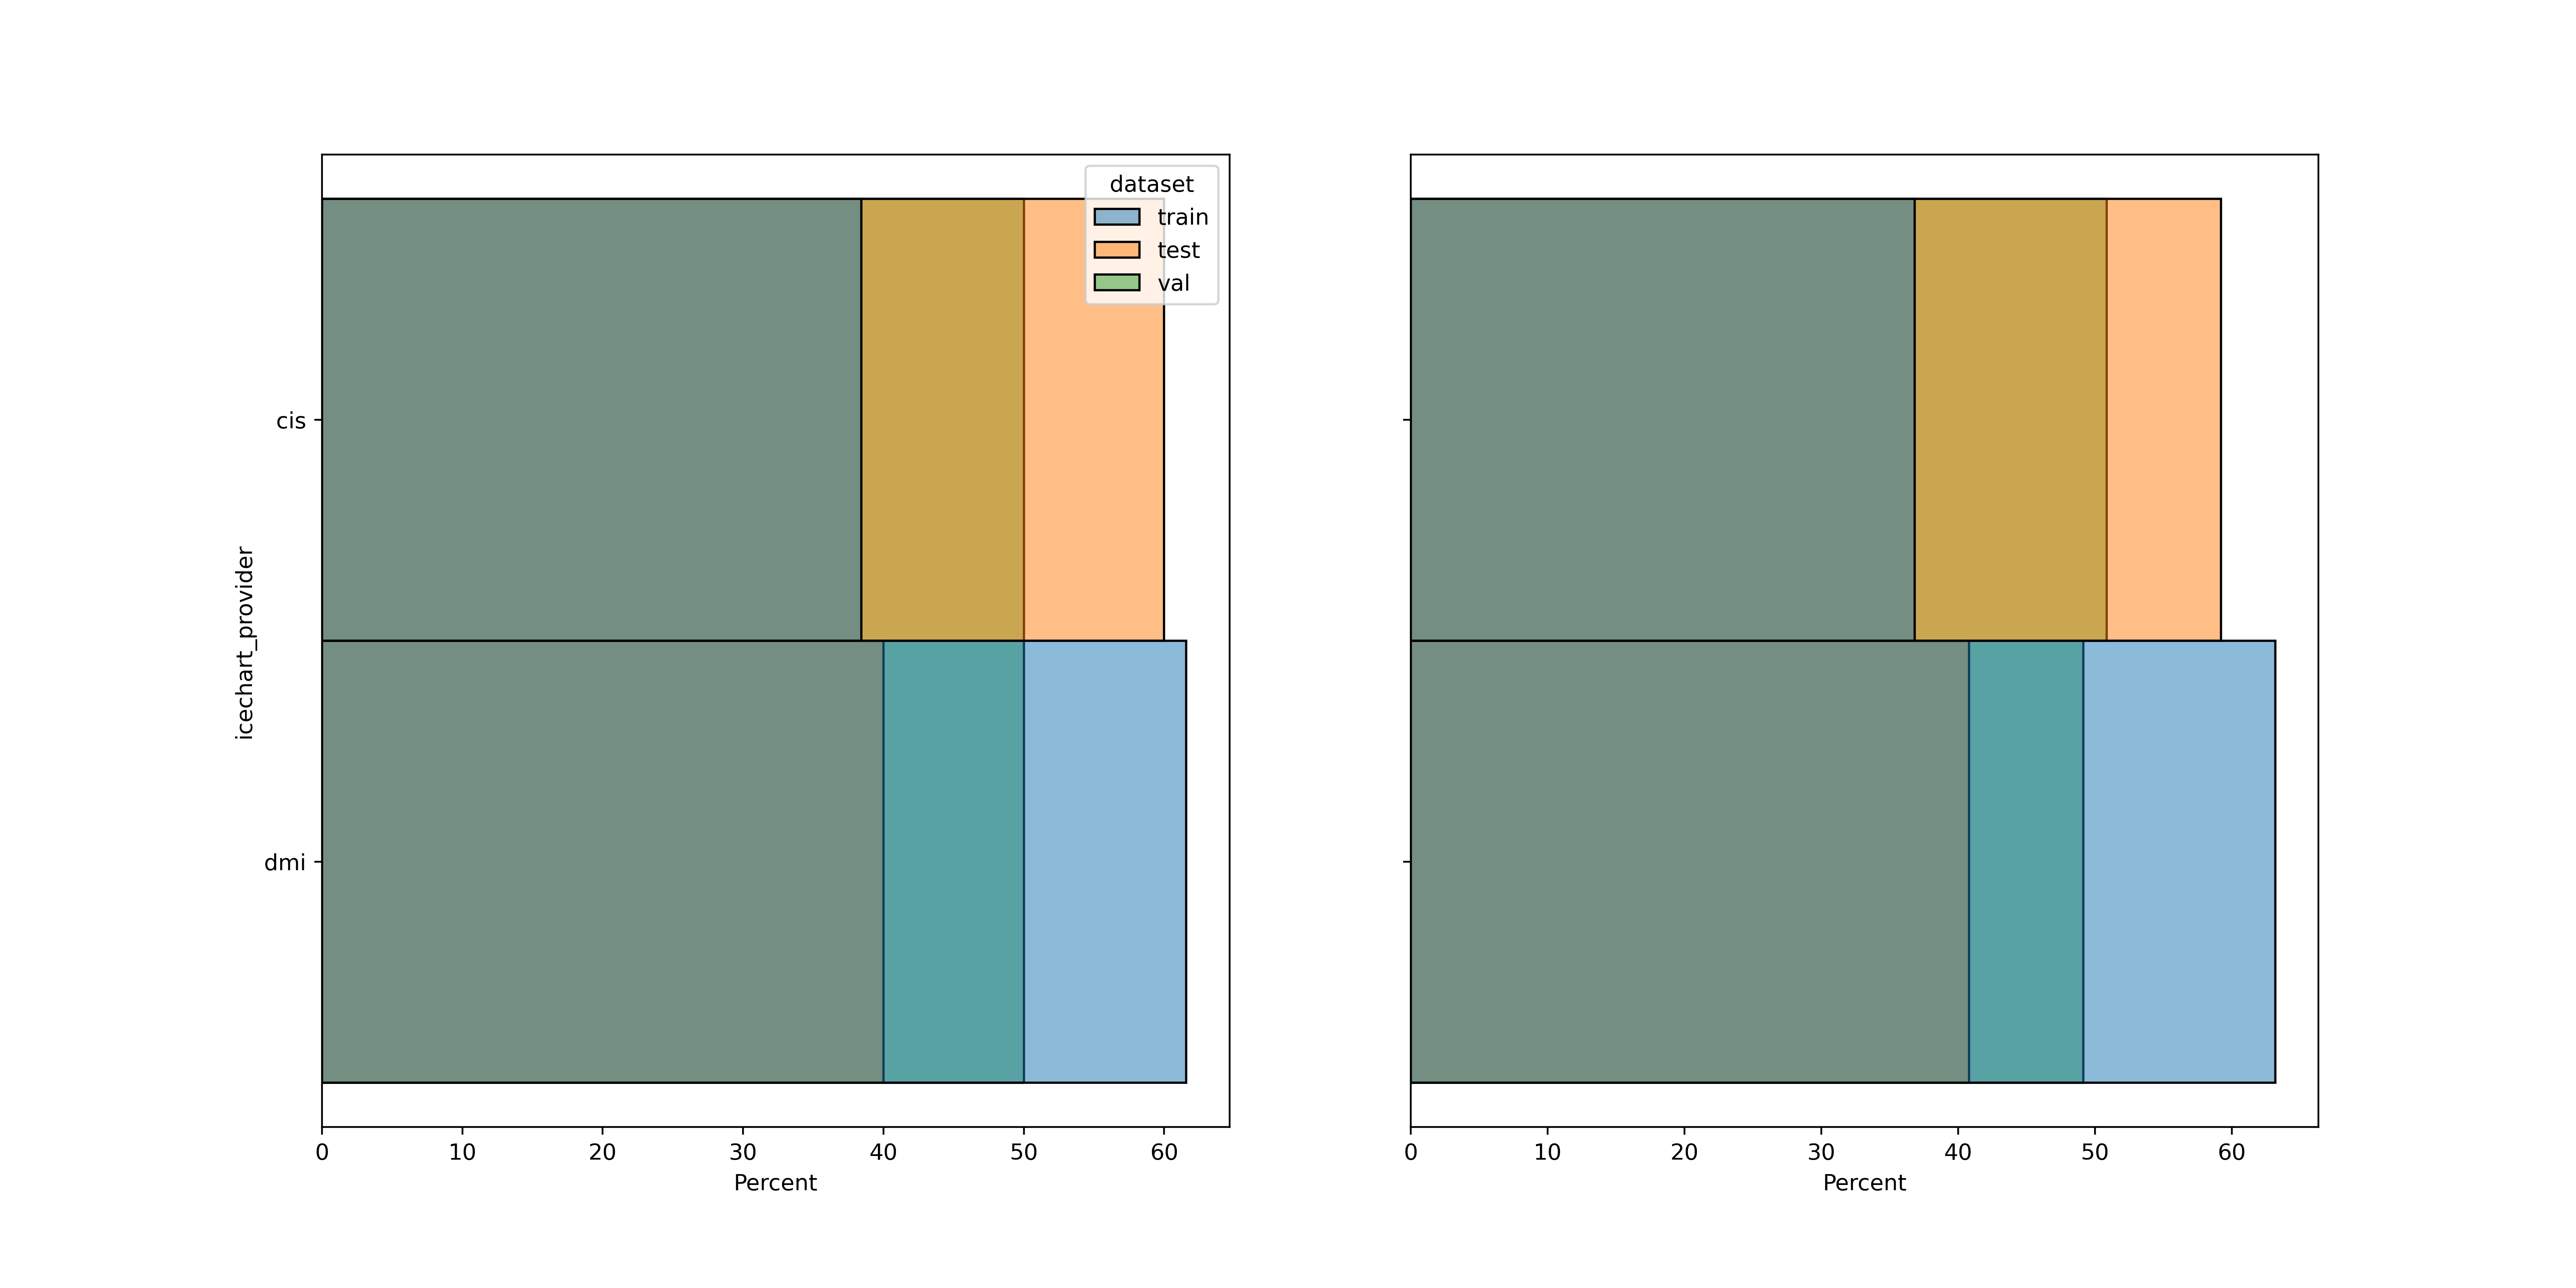 dataset
train
test
val
cis
dmi
icechart_provider
0 10 20 30 40 50 60
Percent
0 10 20 30 40 50 60
Percent